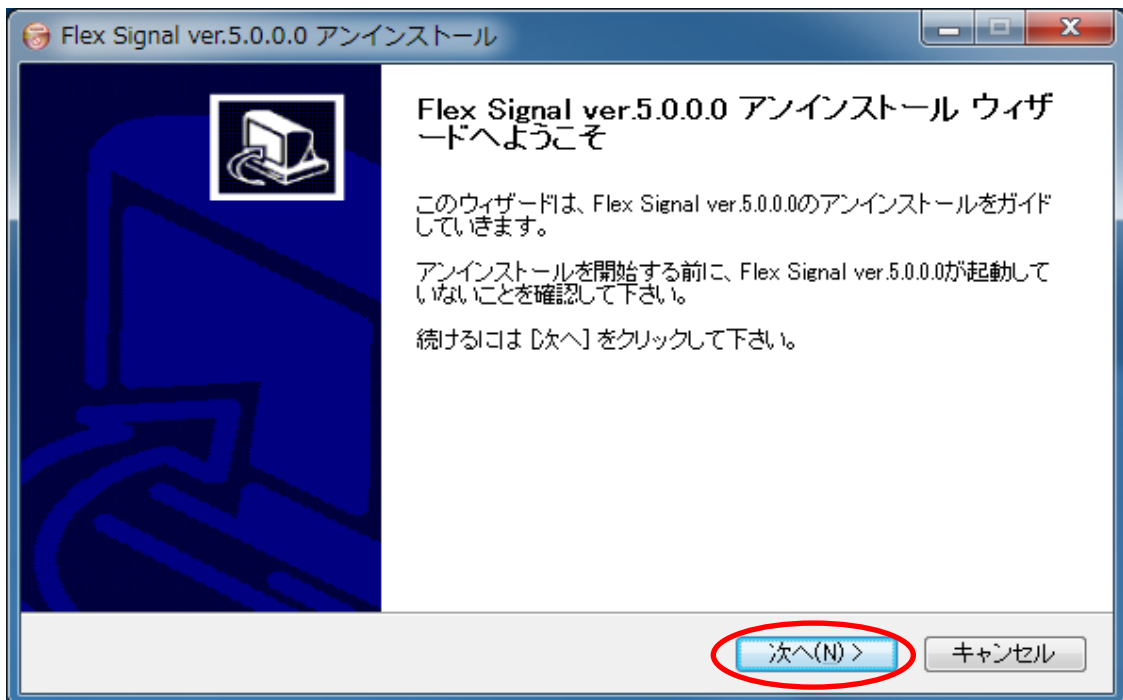 Flex Signal ver.5.0.0.0 アンインストール
Flex Signal ver.5.0.0.0 アンインストール ウィザ
ードへようこそ
このウィザードは、Flex Signal ver.5.0.0.0のアンインストールをガイド
していきます。
アンインストールを開始する前に、Flex Signal ver.5.0.0.0が起動して
いないことを確認して下さい。
続けるには [次へ] をクリックして下さい。
次へ(N) >
キャンセル